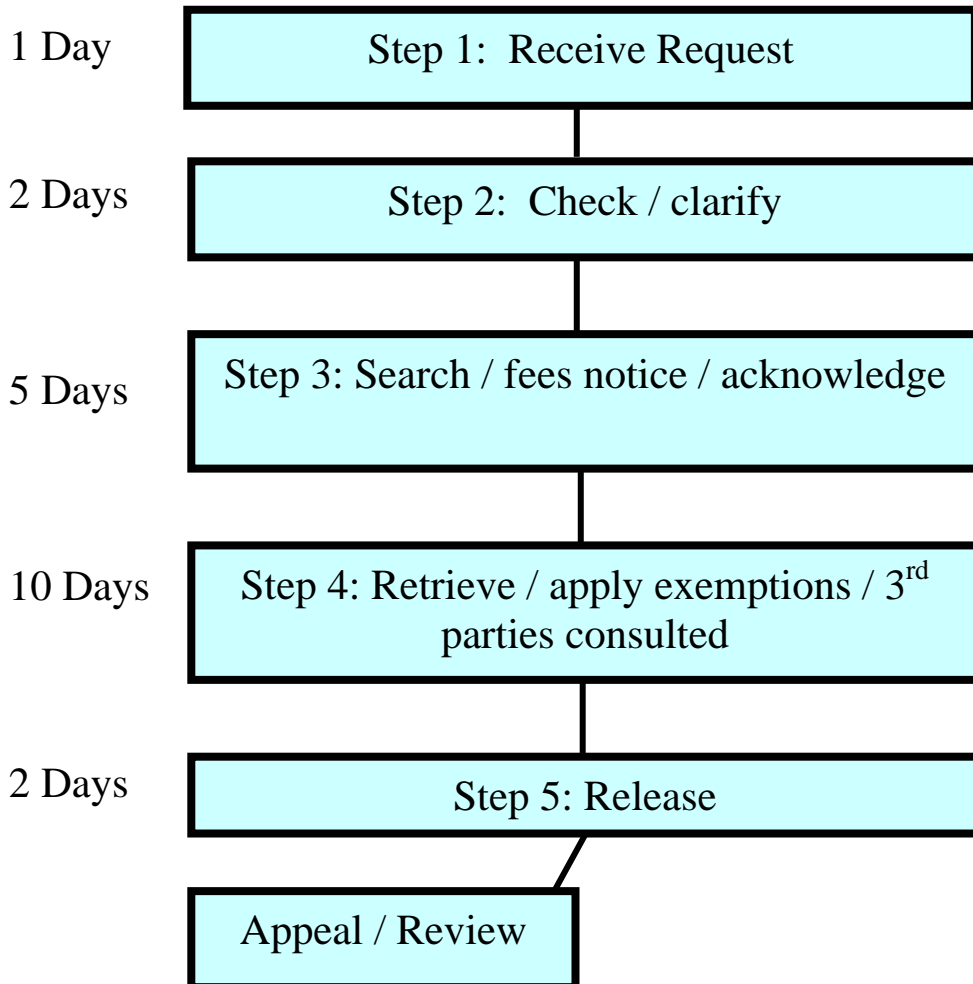 1 Day
Step 1: Receive Request
2 Days
Step 2: Check / clarify
5 Days
Step 3: Search / fees notice / acknowledge
10 Days
Step 4: Retrieve / apply exemptions / 3rd
parties consulted
2 Days
Step 5: Release
Appeal / Review